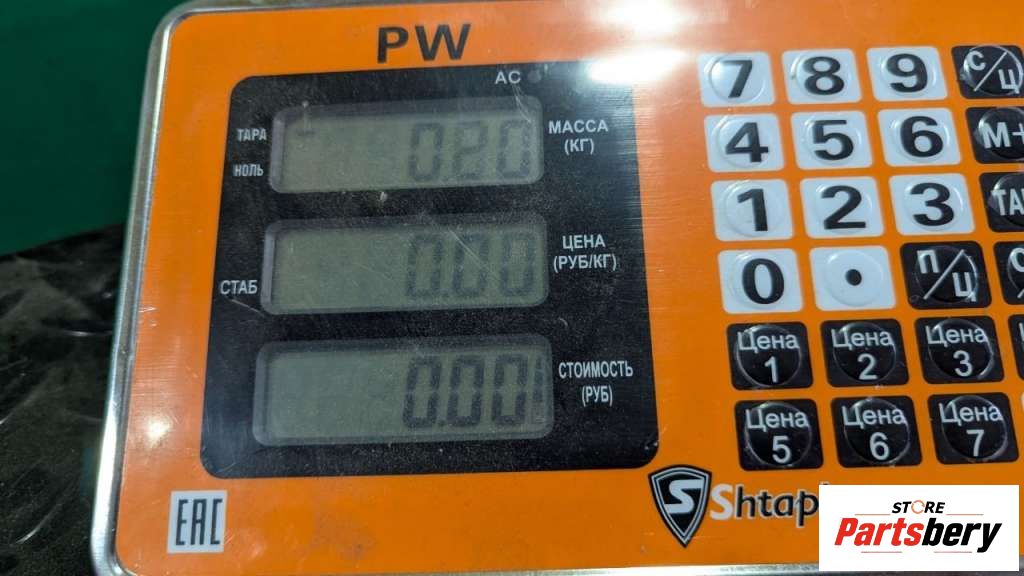 PW
AC
ТАРА
НОЛЬ
0.20
МАССА
(КГ)
СТАБ
0.00
ЦЕНА
(РУБ/КГ)
0.00
СТОИМОСТЬ
(РУБ)
7 8 9 С/Ц
4 5 6 М+
1 2 3
0 • П/Ц
Цена 1 Цена 2 Цена 3
Цена 5 Цена 6 Цена 7
EAC
S
STORE
Partsbery